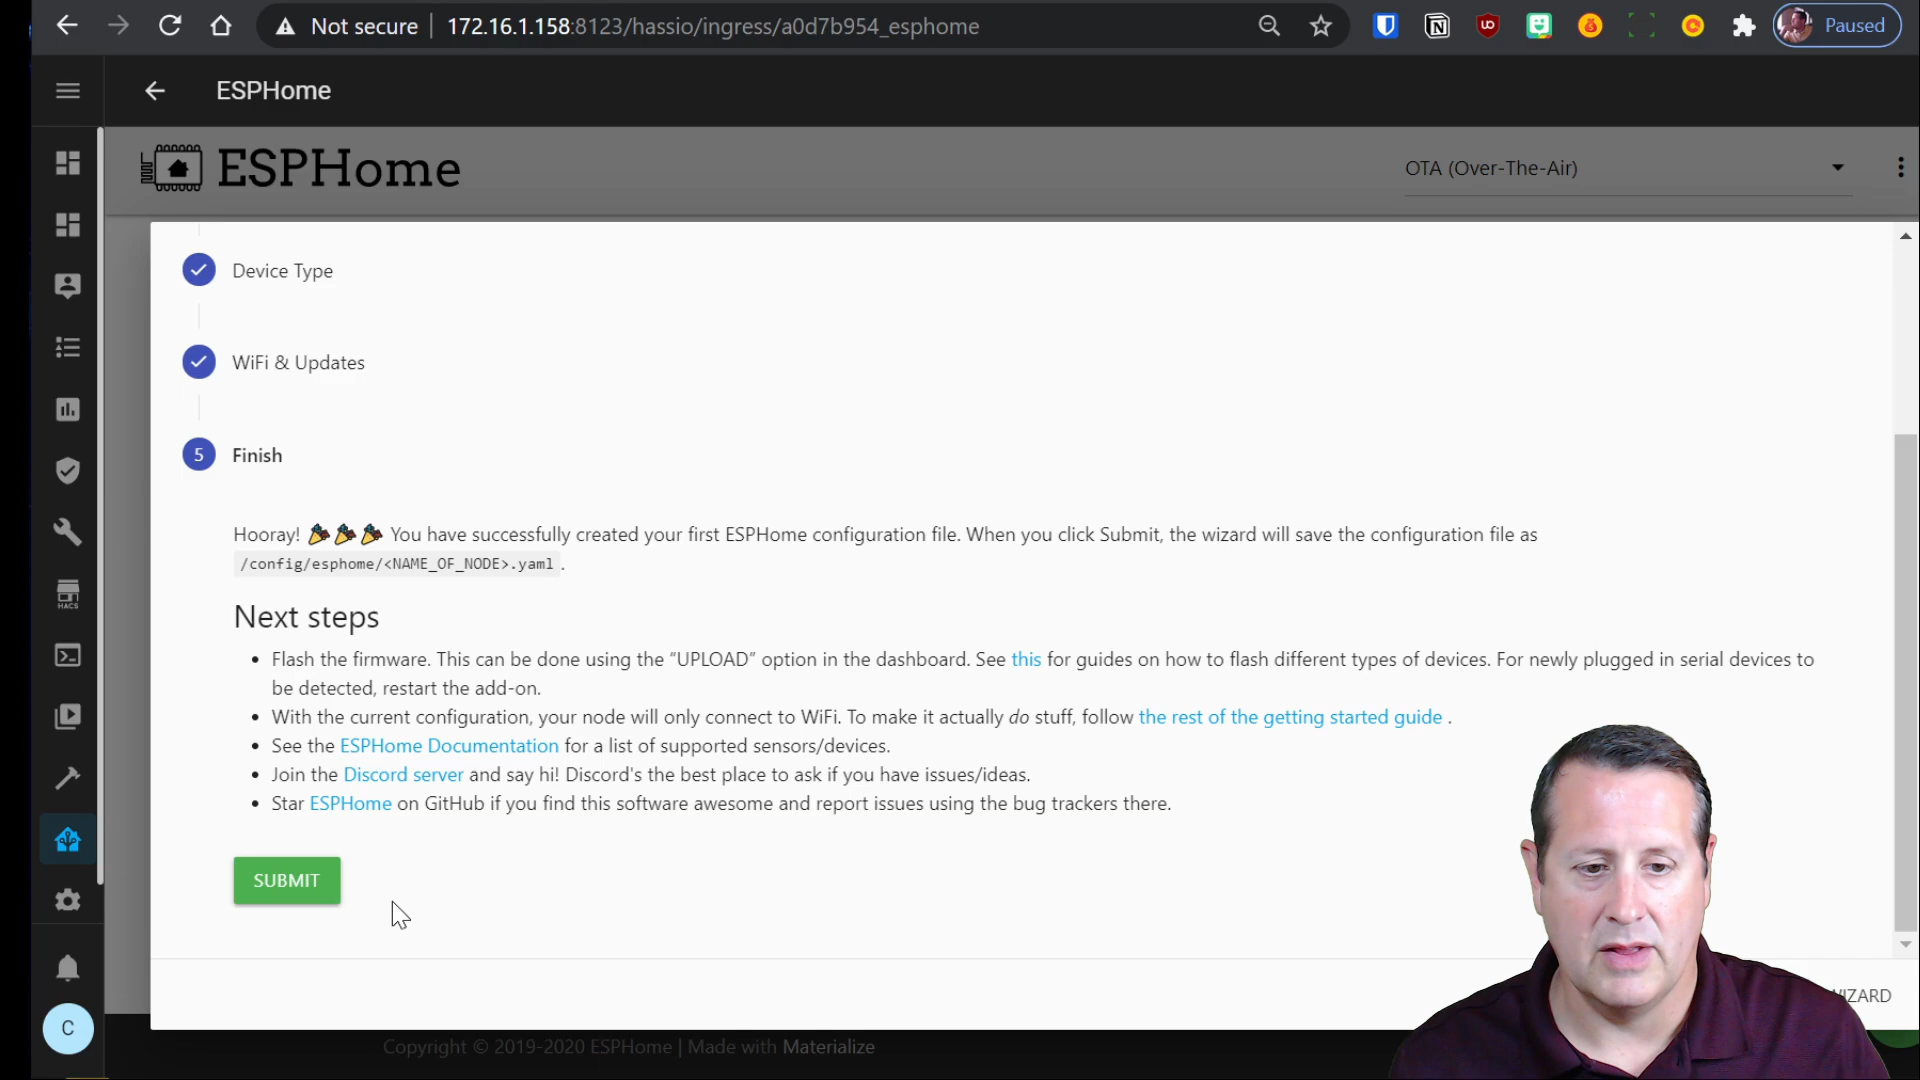 Not secure 172.16.1.158:8123/hassio/ingress/a0d7b954_esphome Paused
ESPHome
ESPHome
OTA (Over-The-Air)
Device Type
WiFi & Updates
5 Finish
Hooray! 🎉🎉🎉 You have successfully created your first ESPHome configuration file. When you click Submit, the wizard will save the configuration file as
/config/esphome/<NAME_OF_NODE>.yaml .
Next steps
• Flash the firmware. This can be done using the “UPLOAD” option in the dashboard. See this for guides on how to flash different types of devices. For newly plugged in serial devices to
be detected, restart the add-on.
• With the current configuration, your node will only connect to WiFi. To make it actually do stuff, follow the rest of the getting started guide .
• See the ESPHome Documentation for a list of supported sensors/devices.
• Join the Discord server and say hi! Discord's the best place to ask if you have issues/ideas.
• Star ESPHome on GitHub if you find this software awesome and report issues using the bug trackers there.
HACS
SUBMIT
C
Copyright © 2019-2020 ESPHome | Made with Materialize